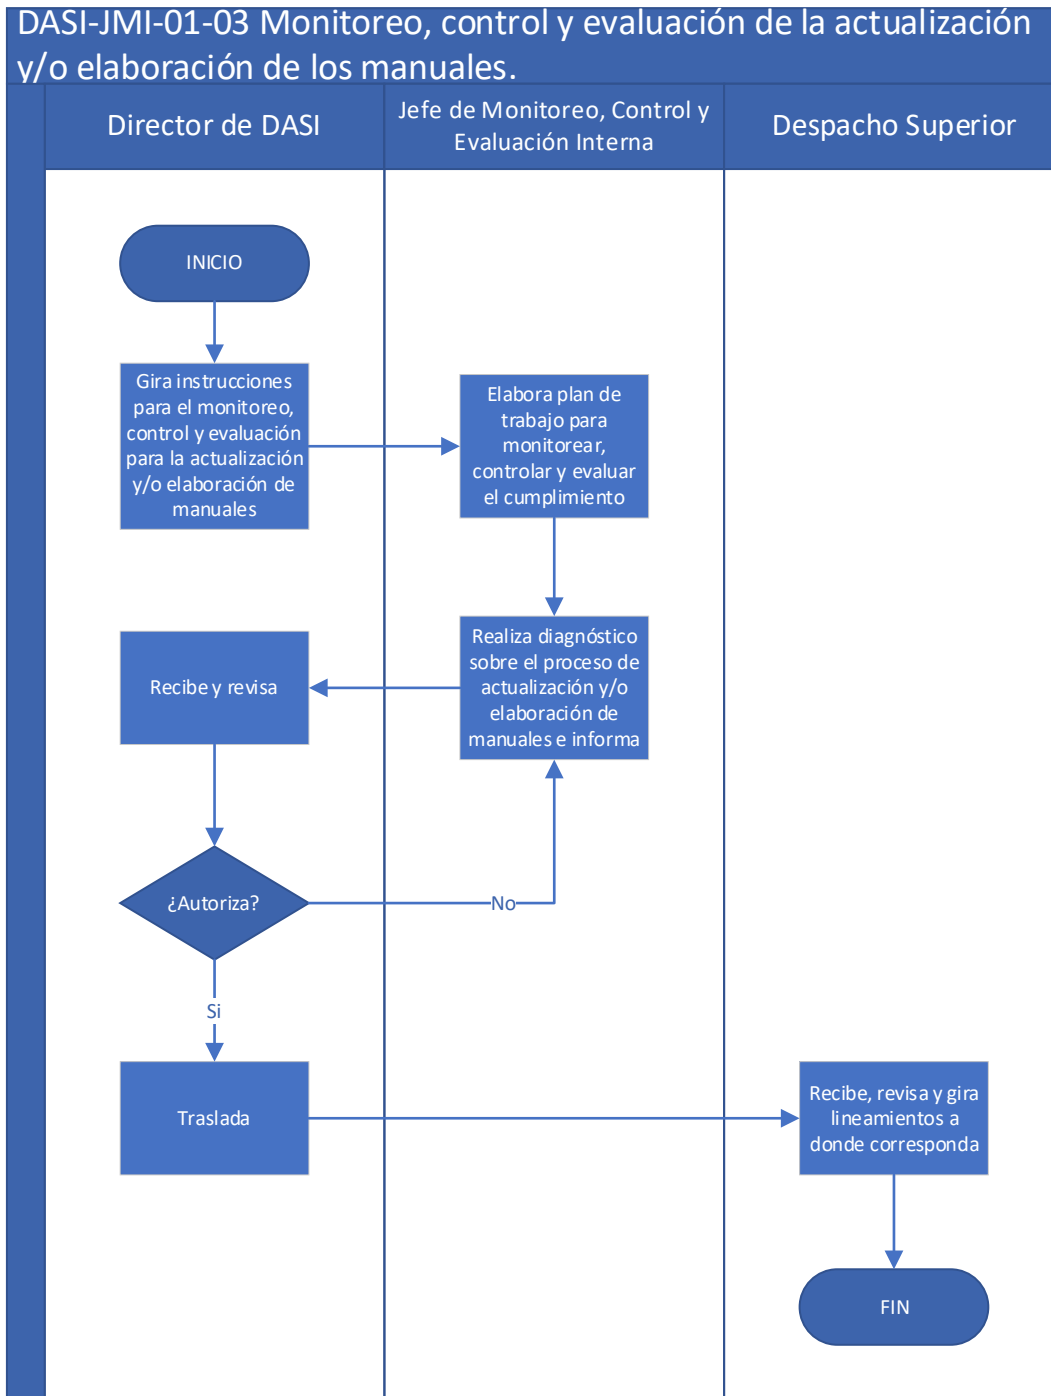 DASI-JMI-01-03 Monitoreo, control y evaluación de la actualización
y/o elaboración de los manuales.
Director de DASI
Jefe de Monitoreo, Control y
Evaluación Interna
Despacho Superior
INICIO
Gira instrucciones
para el monitoreo,
control y evaluación
para la actualización
y/o elaboración de
manuales
Elabora plan de
trabajo para
monitorear,
controlar y evaluar
el cumplimiento
Realiza diagnóstico
sobre el proceso de
actualización y/o
elaboración de
manuales e informa
Recibe y revisa
¿Autoriza?
No
Si
Traslada
Recibe, revisa y gira
lineamientos a
donde corresponda
FIN